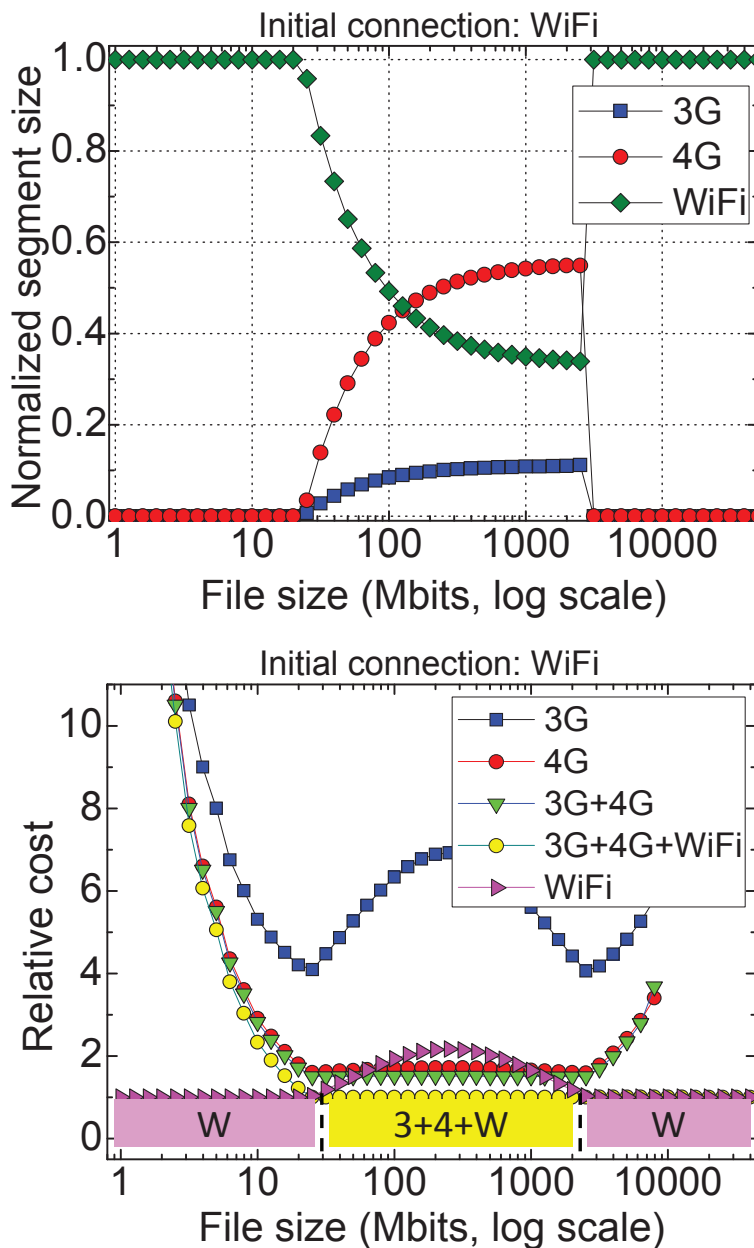 Initial connection: WiFi
Normalized segment size
1.0
0.8
0.6
0.4
0.2
0.0
3G
4G
WiFi
1 10 100 1000 10000
File size (Mbits, log scale)
Initial connection: WiFi
Relative cost
10
8
6
4
2
0
3G
4G
3G+4G
3G+4G+WiFi
WiFi
W 3+4+W W
1 10 100 1000 10000
File size (Mbits, log scale)